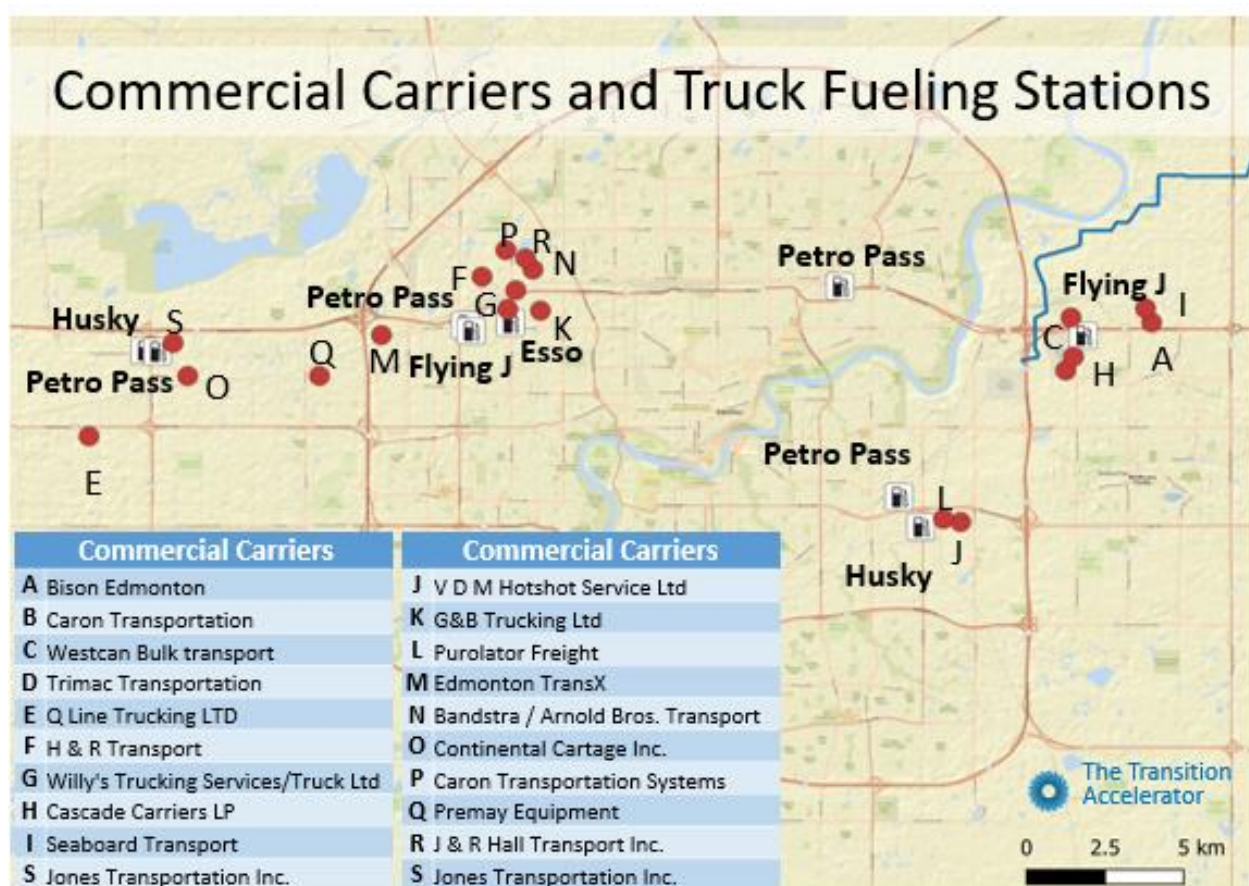 Commercial Carriers and Truck Fueling Stations
P
R
N
F
Petro Pass
Petro Pass
Flying J
I
G
K
Husky
S
C
A
Q
M
Flying J
Esso
H
Petro Pass
O
E
Petro Pass
L
J
Husky
Commercial Carriers
A Bison Edmonton
B Caron Transportation
C Westcan Bulk transport
D Trimac Transportation
E Q Line Trucking LTD
F H & R Transport
G Willy's Trucking Services/Truck Ltd
H Cascade Carriers LP
I Seaboard Transport
S Jones Transportation Inc.
Commercial Carriers
J V D M Hotshot Service Ltd
K G&B Trucking Ltd
L Purolator Freight
M Edmonton TransX
N Bandstra / Arnold Bros. Transport
O Continental Cartage Inc.
P Caron Transportation Systems
Q Premay Equipment
R J & R Hall Transport Inc.
S Jones Transportation Inc.
The Transition
Accelerator
0 2.5 5 km